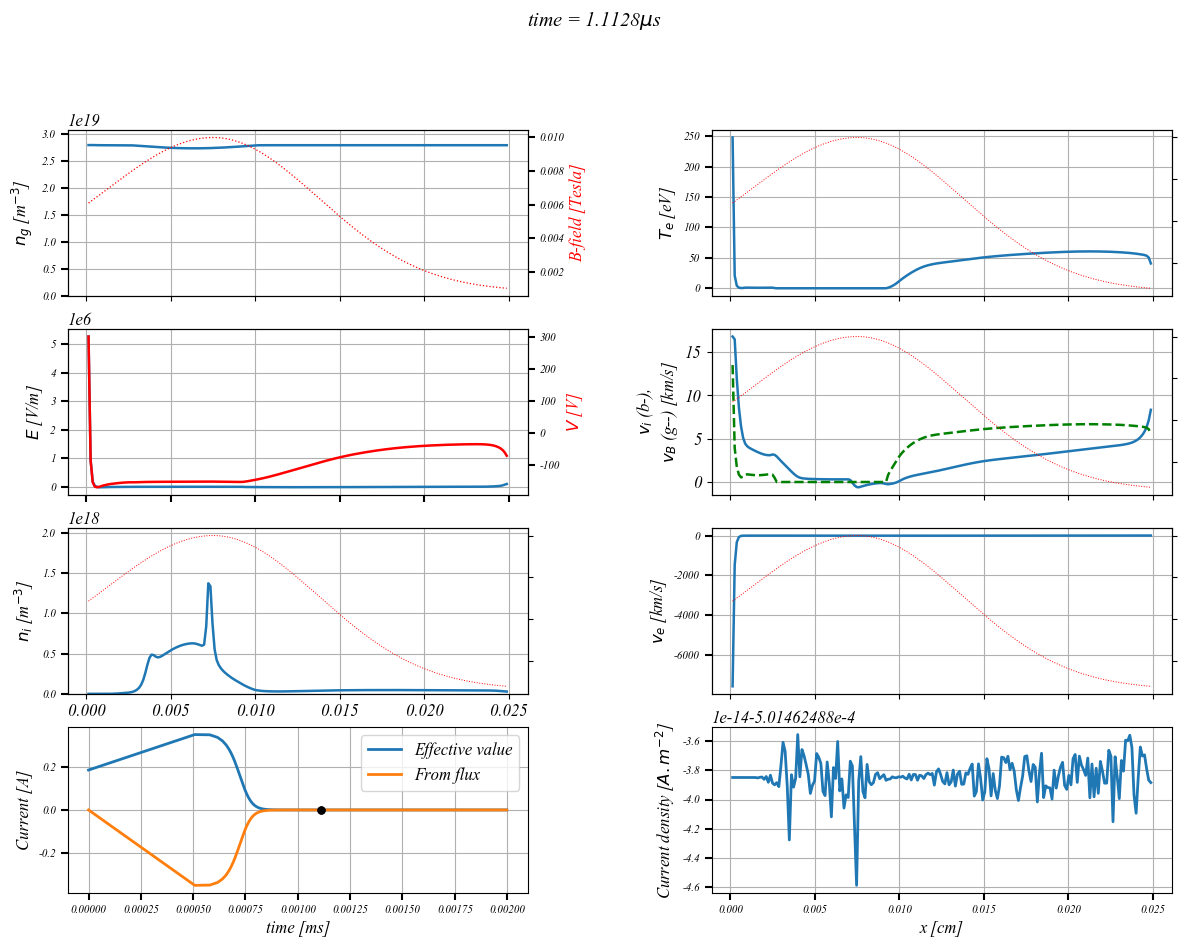 time = 1.1128μs
1e19
3.0
2.5
2.0
1.5
1.0
0.5
0.0
n_g [m^{-3}]
0.010
0.008
0.006
0.004
0.002
B-field [Tesla]
250
200
150
100
50
0
T_e [eV]
1e6
5
4
3
2
1
0
E [V/m]
300
200
100
0
-100
V [V]
15
10
5
0
v_i (b-),
v_B (g--) [km/s]
1e18
2.0
1.5
1.0
0.5
0.0
n_i [m^{-3}]
0.000 0.005 0.010 0.015 0.020 0.025
0
-2000
-4000
-6000
v_e [km/s]
0.2
0.0
-0.2
Current [A]
Effective value
From flux
0.00000 0.00025 0.00050 0.00075 0.00100 0.00125 0.00150 0.00175 0.00200
time [ms]
1e-14-5.01462488e-4
-3.6
-3.8
-4.0
-4.2
-4.4
-4.6
Current density [A.m^{-2}]
0.000 0.005 0.010 0.015 0.020 0.025
x [cm]